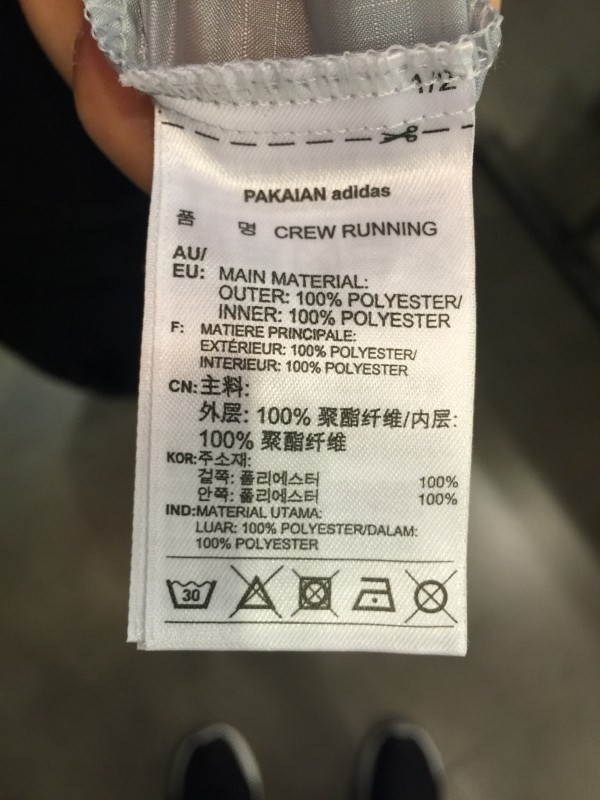 1/2
PAKAIAN adidas
품 명 CREW RUNNING
AU/
EU: MAIN MATERIAL:
OUTER: 100% POLYESTER/
INNER: 100% POLYESTER
F: MATIERE PRINCIPALE:
EXTÉRIEUR: 100% POLYESTER/
INTERIEUR: 100% POLYESTER
CN: 主料:
外层: 100% 聚酯纤维/内层:
100% 聚酯纤维
KOR:주소재:
겉쪽: 폴리에스터 100%
안쪽: 폴리에스터 100%
IND:MATERIAL UTAMA:
LUAR: 100% POLYESTER/DALAM:
100% POLYESTER
30